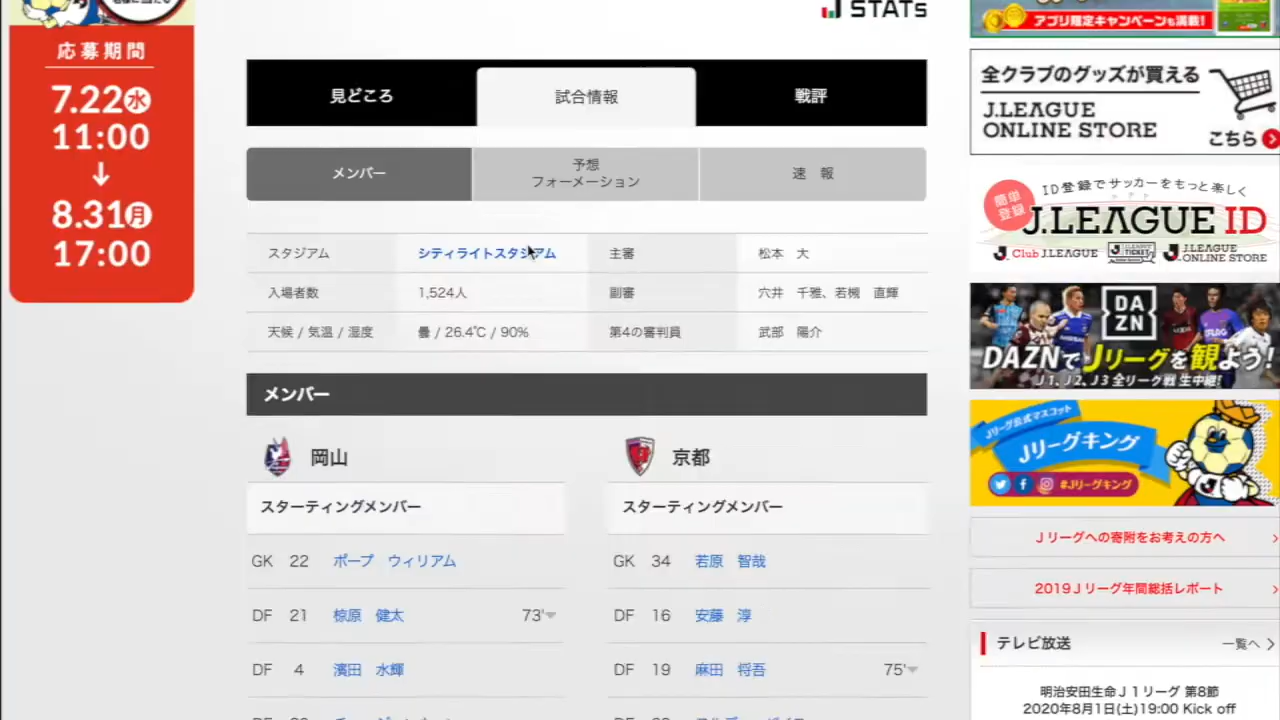 応募期間
7.22水
11:00
↓
8.31月
17:00
J STATS
見どころ
試合情報
戦評
メンバー
予想
フォーメーション
速 報
スタジアム シティライトスタジアム 主審 松本 大
入場者数 1,524人 副審 穴井 千雅、若槻 直輝
天候 / 気温 / 湿度 曇 / 26.4℃ / 90% 第4の審判員 武部 陽介
メンバー
岡山
スターティングメンバー
GK 22 ポープ ウィリアム
DF 21 椋原 健太 73'
DF 4 濱田 水輝
京都
スターティングメンバー
GK 34 若原 智哉
DF 16 安藤 淳
DF 19 麻田 将吾 75'
アプリ限定キャンペーンも満載!
全クラブのグッズが買える
J.LEAGUE
ONLINE STORE
こちら
簡単
登録
ID登録でサッカーをもっと楽しく
J.LEAGUE ID
Club J.LEAGUE
J.LEAGUE TICKET
J.LEAGUE
ONLINE STORE
DA
ZN
DAZNでJリーグを観よう!
J1、J2、J3 全リーグ戦 生中継!
Jリーグ公式マスコット
Jリーグキング
#Jリーグキング
Jリーグへの寄附をお考えの方へ
2019Jリーグ年間総括レポート
テレビ放送
一覧へ
明治安田生命J1リーグ 第8節
2020年8月1日(土)19:00 Kick off